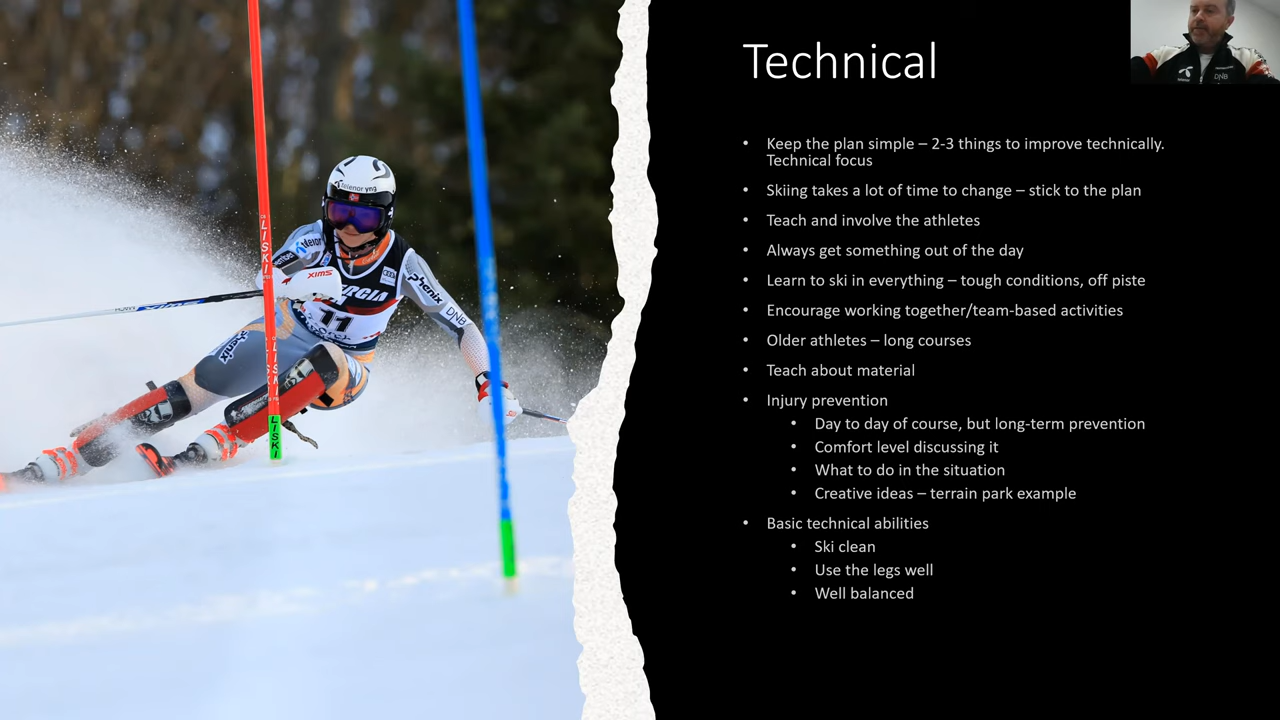 Technical
• Keep the plan simple – 2-3 things to improve technically.
Technical focus
• Skiing takes a lot of time to change – stick to the plan
• Teach and involve the athletes
• Always get something out of the day
• Learn to ski in everything – tough conditions, off piste
• Encourage working together/team-based activities
• Older athletes – long courses
• Teach about material
• Injury prevention
• Day to day of course, but long-term prevention
• Comfort level discussing it
• What to do in the situation
• Creative ideas – terrain park example
• Basic technical abilities
• Ski clean
• Use the legs well
• Well balanced
telenor yng
LISKI
LISKI
LISKI
XIMS
phenix
DNB
11
phenix
DNB